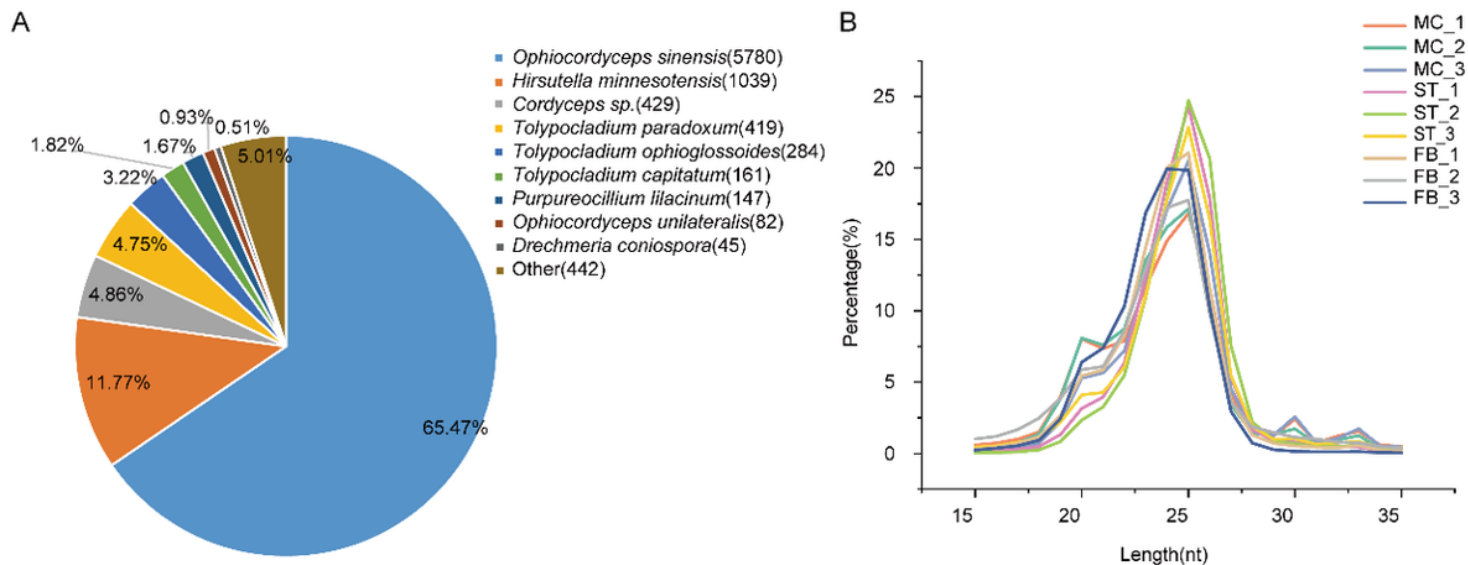 A
Ophiocordyceps sinensis(5780)
Hirsutella minnesotensis(1039)
Cordyceps sp.(429)
Tolypocladium paradoxum(419)
Tolypocladium ophioglossoides(284)
Tolypocladium capitatum(161)
Purpureocillium lilacinum(147)
Ophiocordyceps unilateralis(82)
Drechmeria coniospora(45)
Other(442)
0.93%
0.51%
1.82%
1.67%
5.01%
3.22%
4.75%
4.86%
11.77%
65.47%
B
MC_1
MC_2
MC_3
ST_1
ST_2
ST_3
FB_1
FB_2
FB_3
Percentage(%)
25
20
15
10
5
0
15
20
25
30
35
Length(nt)